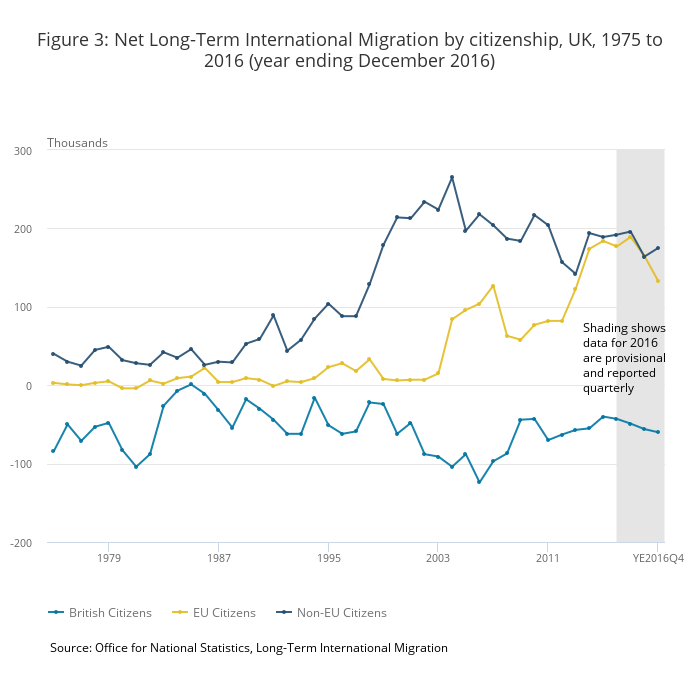 Figure 3: Net Long-Term International Migration by citizenship, UK, 1975 to
2016 (year ending December 2016)
Thousands
300
200
100
0
-100
-200
Shading shows
data for 2016
are provisional
and reported
quarterly
1979 1987 1995 2003 2011 YE2016Q4
British Citizens EU Citizens Non-EU Citizens
Source: Office for National Statistics, Long-Term International Migration